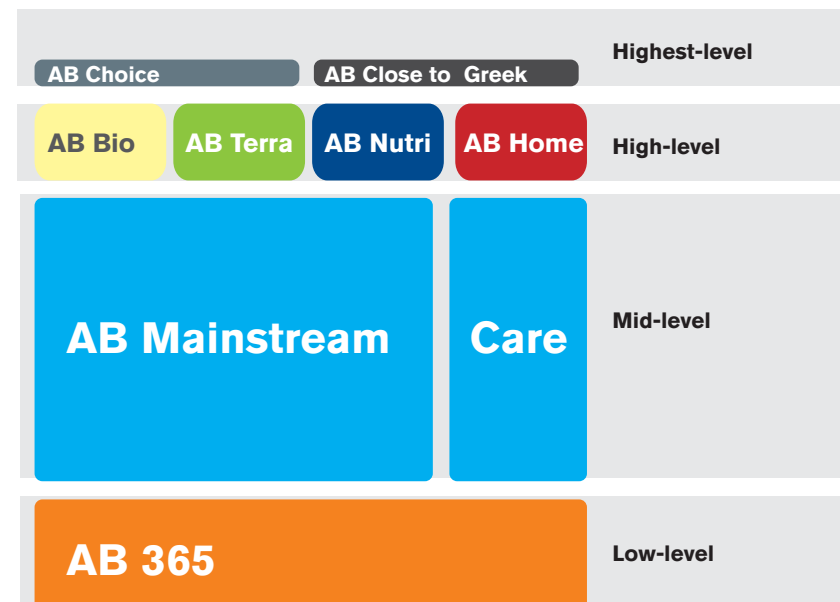 AB Choice
AB Close to Greek
Highest-level
AB Bio
AB Terra
AB Nutri
AB Home
High-level
AB Mainstream
Care
Mid-level
AB 365
Low-level